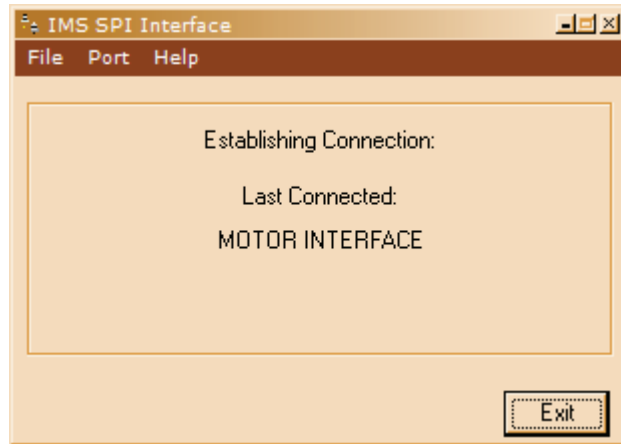 IMS SPI Interface
File Port Help
Establishing Connection:
Last Connected:
MOTOR INTERFACE
Exit